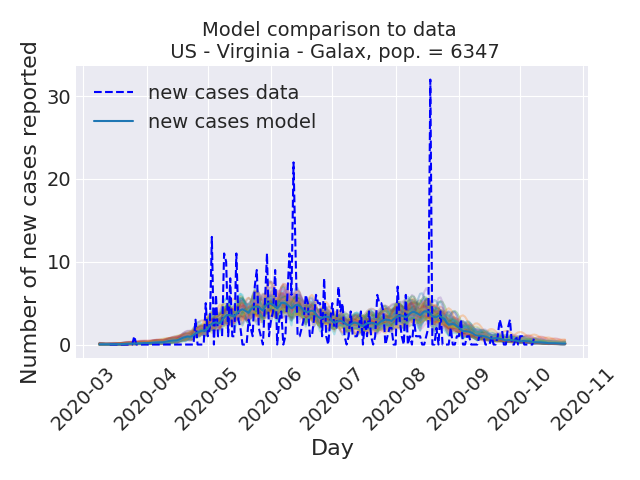 Model comparison to data
US - Virginia - Galax, pop. = 6347
new cases data
new cases model
Number of new cases reported
30
20
10
0
2020-03
2020-04
2020-05
2020-06
2020-07
2020-08
2020-09
2020-10
2020-11
Day